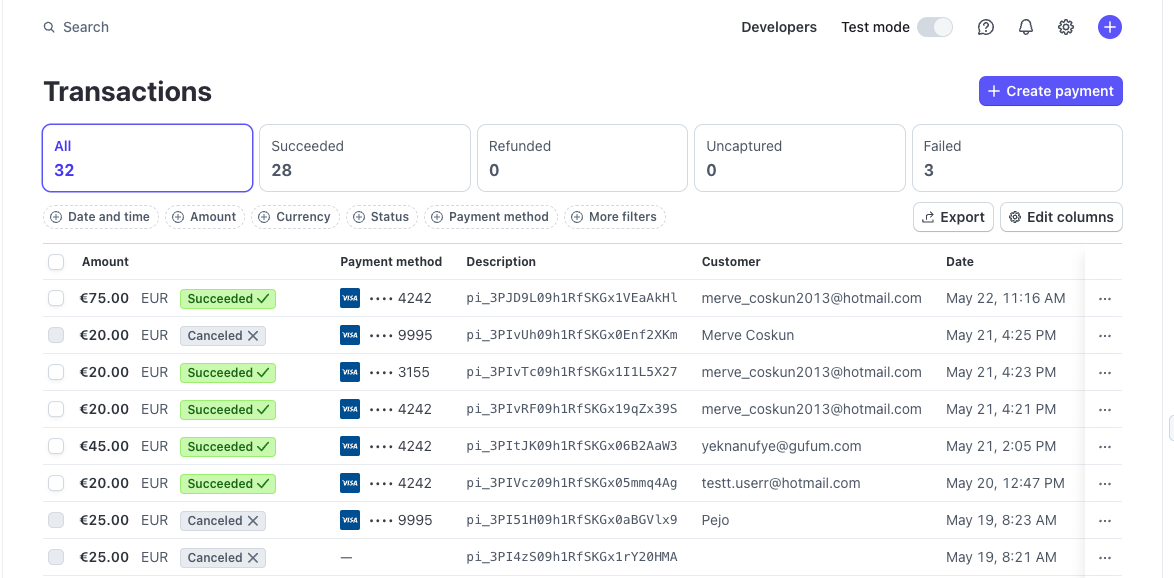 Search Developers Test mode
Transactions + Create payment
All Succeeded Refunded Uncaptured Failed
32 28 0 0 3
Date and time Amount Currency Status Payment method More filters Export Edit columns
Amount Payment method Description Customer Date
€75.00 EUR Succeeded VISA •••• 4242 pi_3PJD9L09h1RfSKGx1VEaAkHl merve_coskun2013@hotmail.com May 22, 11:16 AM
€20.00 EUR Canceled VISA •••• 9995 pi_3PIvUh09h1RfSKGx0Enf2XKm Merve Coskun May 21, 4:25 PM
€20.00 EUR Succeeded VISA •••• 3155 pi_3PIvTc09h1RfSKGx1I1L5X27 merve_coskun2013@hotmail.com May 21, 4:23 PM
€20.00 EUR Succeeded VISA •••• 4242 pi_3PIvRF09h1RfSKGx19qZx39S merve_coskun2013@hotmail.com May 21, 4:21 PM
€45.00 EUR Succeeded VISA •••• 4242 pi_3PItJK09h1RfSKGx06B2AaW3 yeknanufye@gufum.com May 21, 2:05 PM
€20.00 EUR Succeeded VISA •••• 4242 pi_3PIVcz09h1RfSKGx05mmq4Ag testt.userr@hotmail.com May 20, 12:47 PM
€25.00 EUR Canceled VISA •••• 9995 pi_3PI51H09h1RfSKGx0aBGVlx9 Pejo May 19, 8:23 AM
€25.00 EUR Canceled — pi_3PI4zS09h1RfSKGx1rY20HMA May 19, 8:21 AM